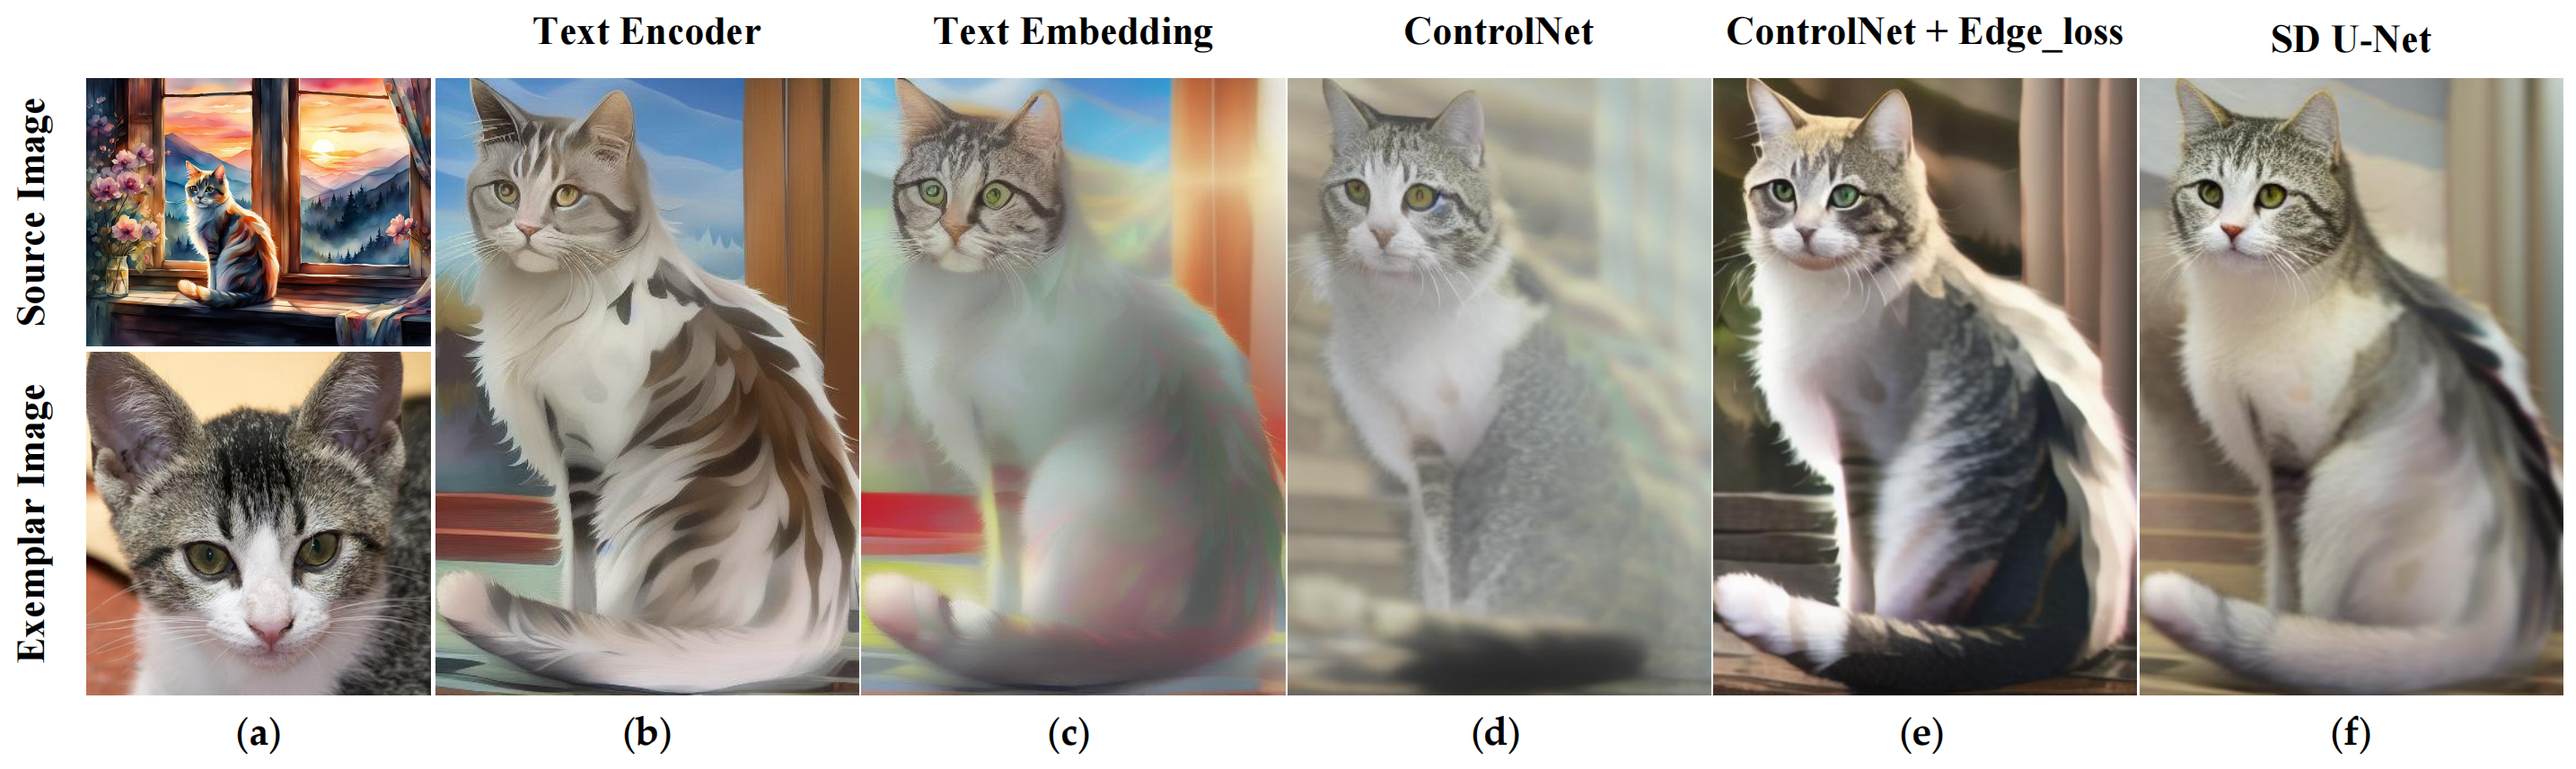 Text Encoder
Text Embedding
ControlNet
ControlNet + Edge_loss
SD U-Net
Source Image
Exemplar Image
(a)
(b)
(c)
(d)
(e)
(f)